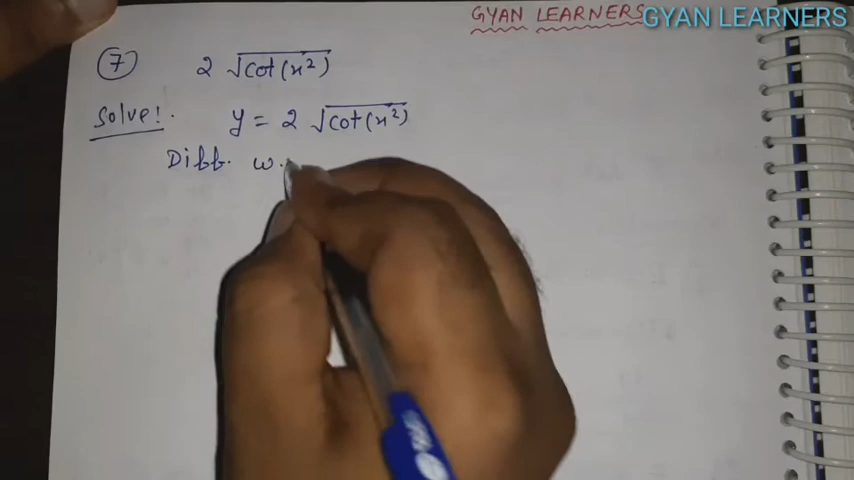 GYAN LEARNERS
GYAN LEARNERS
7 2 √cot(x²)
Solve!.
y = 2 √cot(x²)
Diff. w.